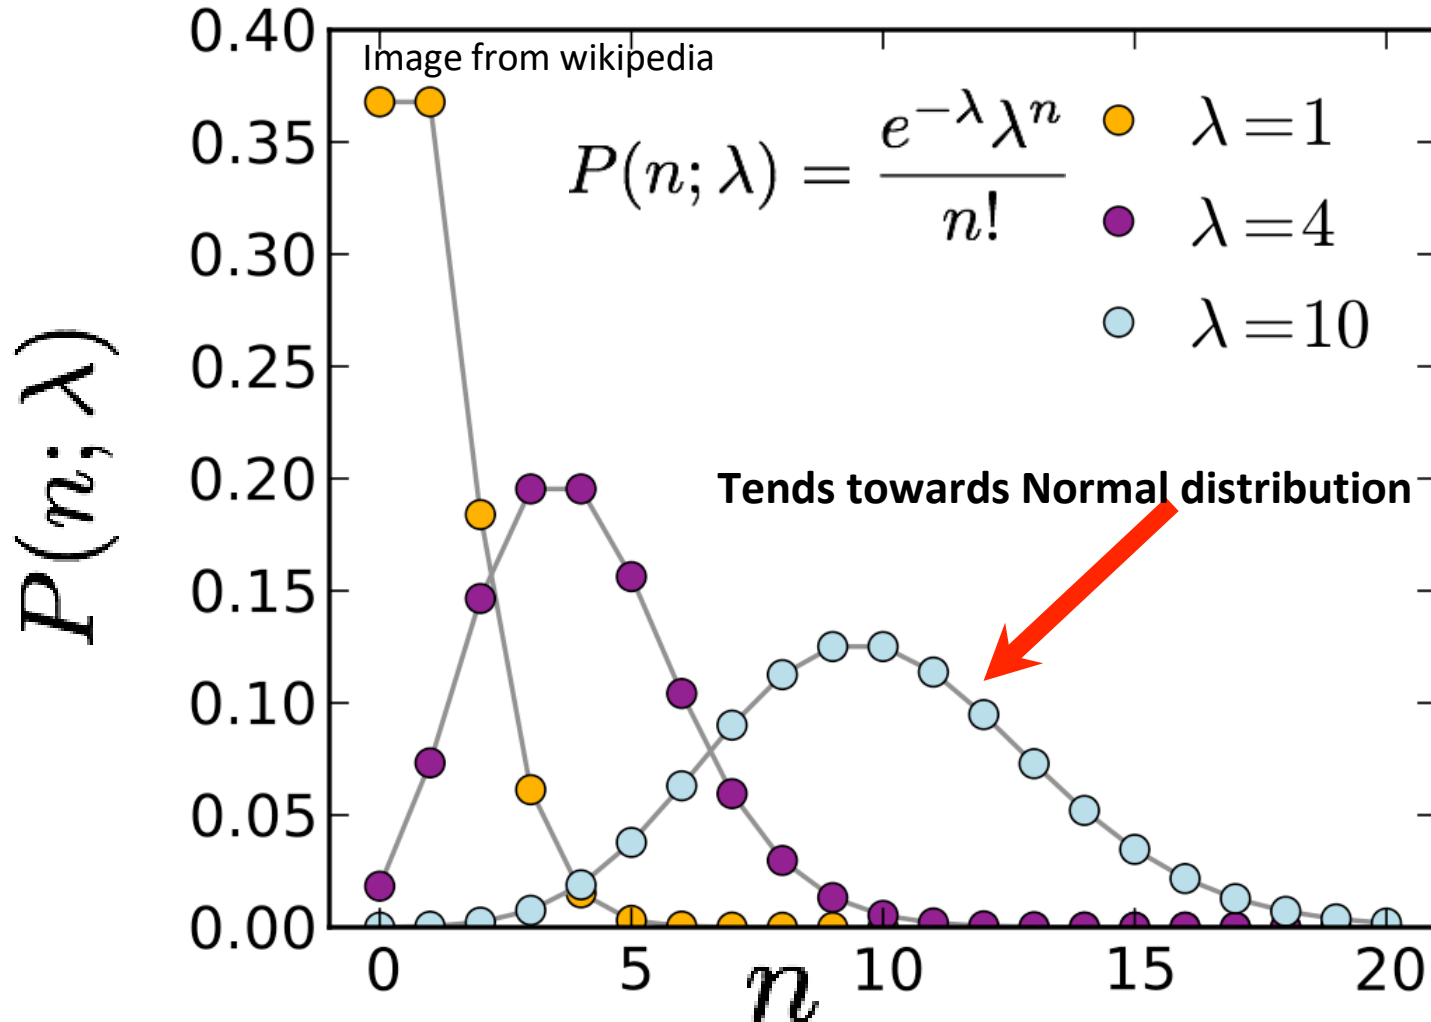 0.40
Image from wikipedia
0.35
0.30
0.25
0.20
0.15
0.10
0.05
0.00
P(n; λ)
P(n; λ) = e^{−λ} λ^n / n!
λ=1
λ=4
λ=10
Tends towards Normal distribution
0 5 10 15 20
n